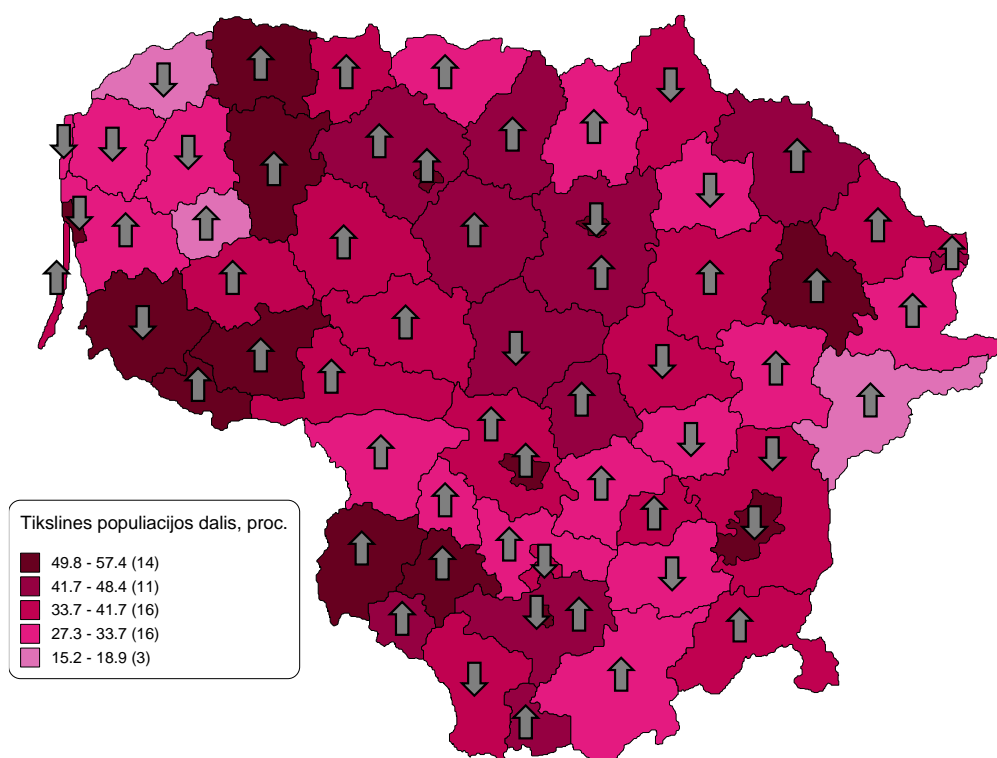 Tikslines populiacijos dalis, proc.
49.8 - 57.4 (14)
41.7 - 48.4 (11)
33.7 - 41.7 (16)
27.3 - 33.7 (16)
15.2 - 18.9 (3)